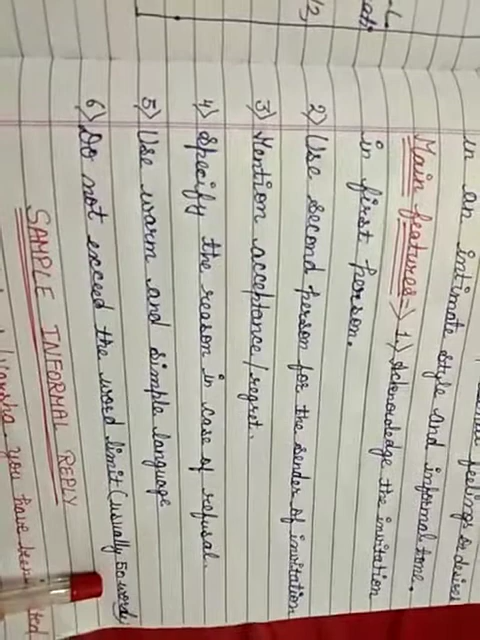 feelings or desires
in an intimate style and informal tone.
Main features→ 1.) Acknowledge the invitation
in first person.
2) Use second person for the sender of invitation
3) Mention acceptance/regret.
4) Specify the reason in case of refusal.
5) Use warm and simple language
6) Do not exceed the word limit (usually 50 words)
SAMPLE INFORMAL REPLY
you have been